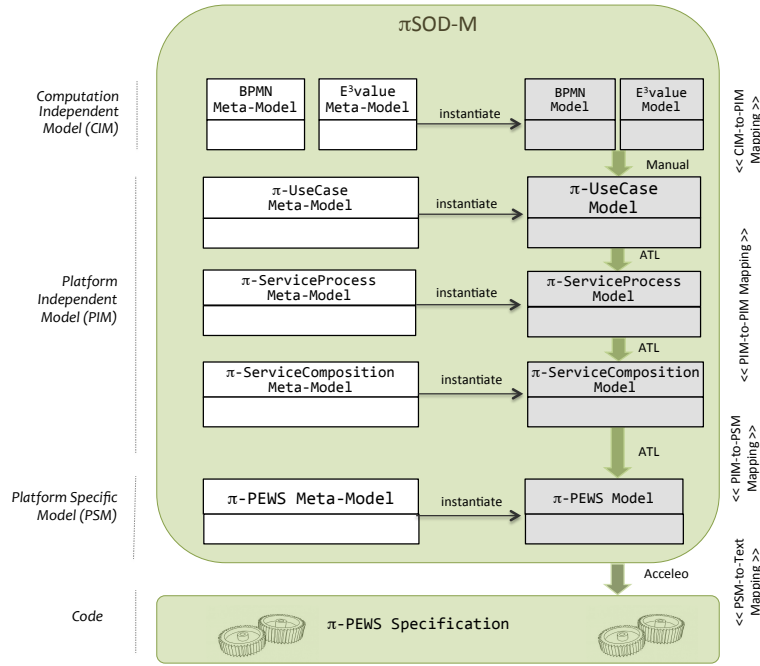 πSOD-M
Computation
Independent
Model (CIM)
BPMN
Meta-Model
E³value
Meta-Model
instantiate
BPMN
Model
E³value
Model
<< CIM-to-PIM
Mapping >>
Manual
π-UseCase
Meta-Model
instantiate
π-UseCase
Model
ATL
Platform
Independent
Model (PIM)
π-ServiceProcess
Meta-Model
instantiate
π-ServiceProcess
Model
<< PIM-to-PIM Mapping >>
ATL
π-ServiceComposition
Meta-Model
instantiate
π-ServiceComposition
Model
ATL
<< PIM-to-PSM
Mapping >>
Platform Specific
Model (PSM)
π-PEWS Meta-Model
instantiate
π-PEWS Model
Acceleo
<< PSM-to-Text
Mapping >>
Code
π-PEWS Specification